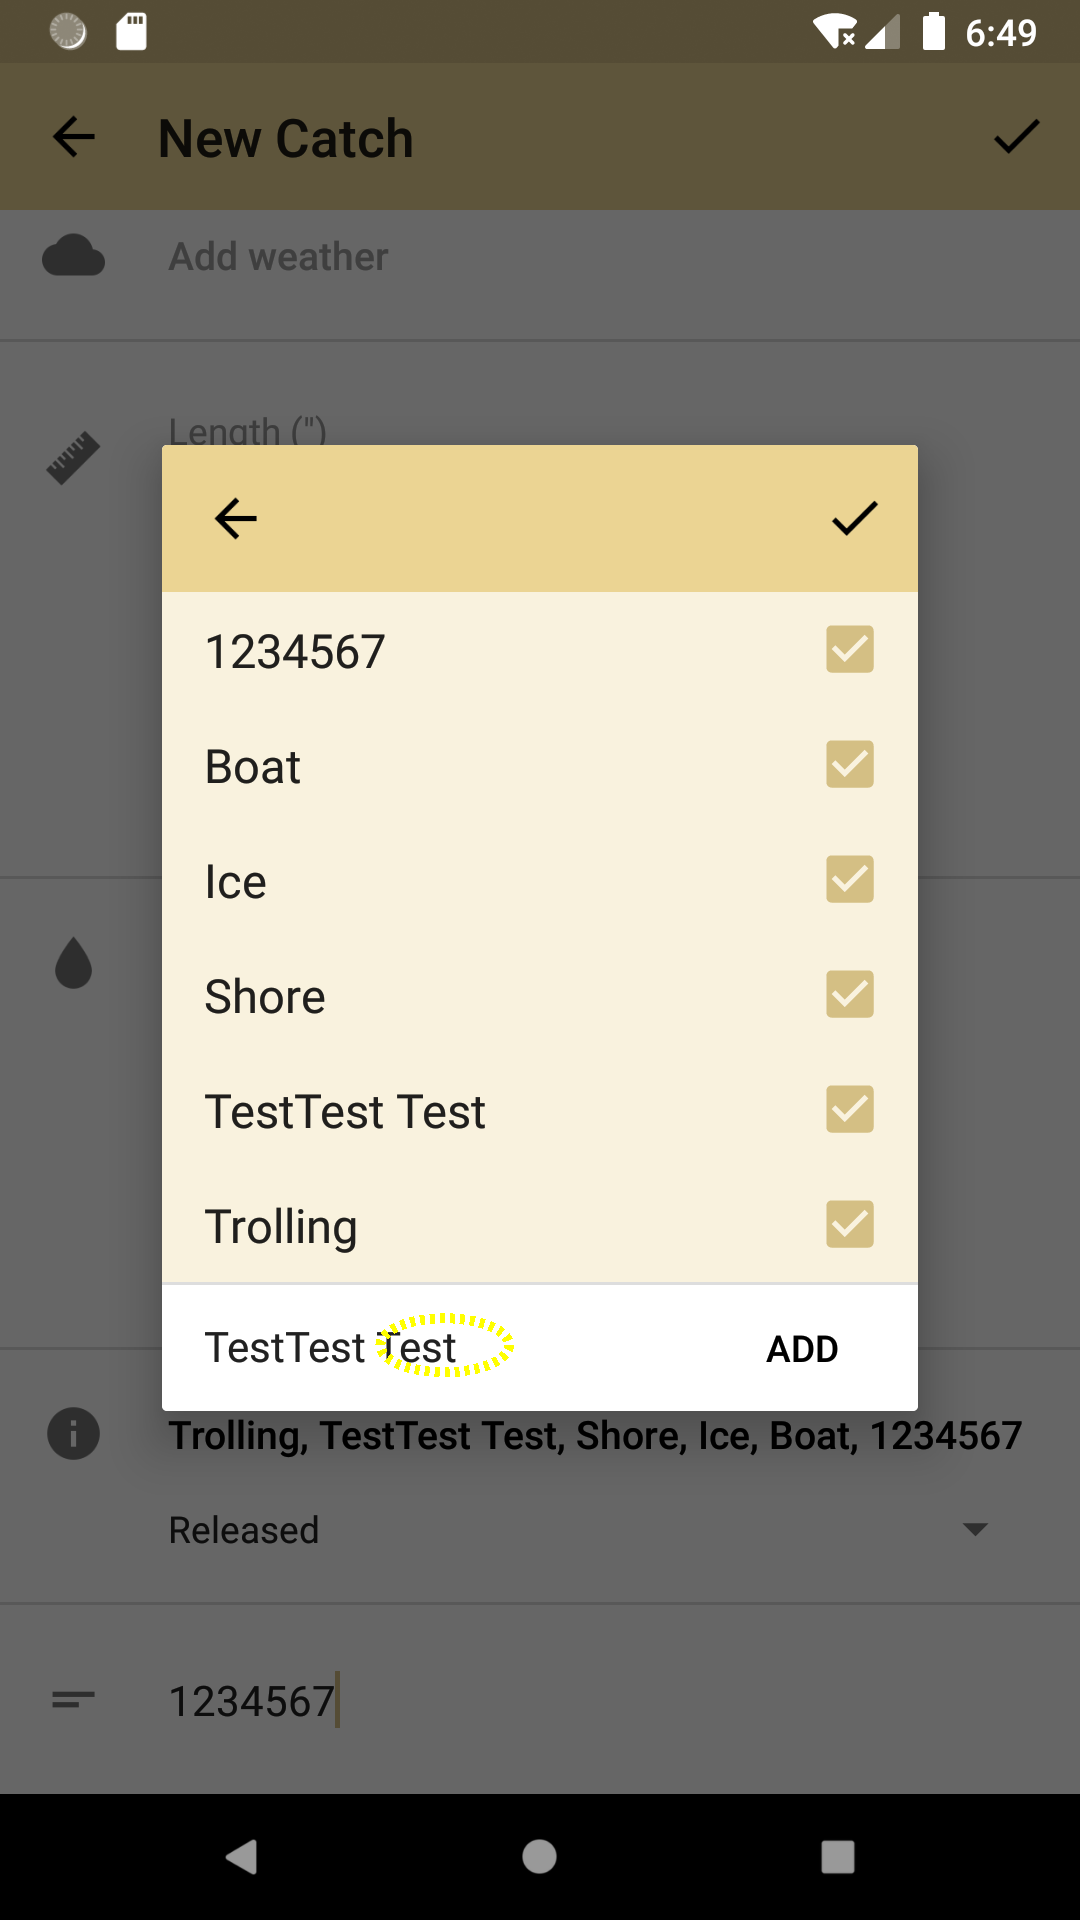 6:49
New Catch
Add weather
Length (")
1234567
Boat
Ice
Shore
TestTest Test
Trolling
TestTest Test
ADD
Trolling, TestTest Test, Shore, Ice, Boat, 1234567
Released
1234567